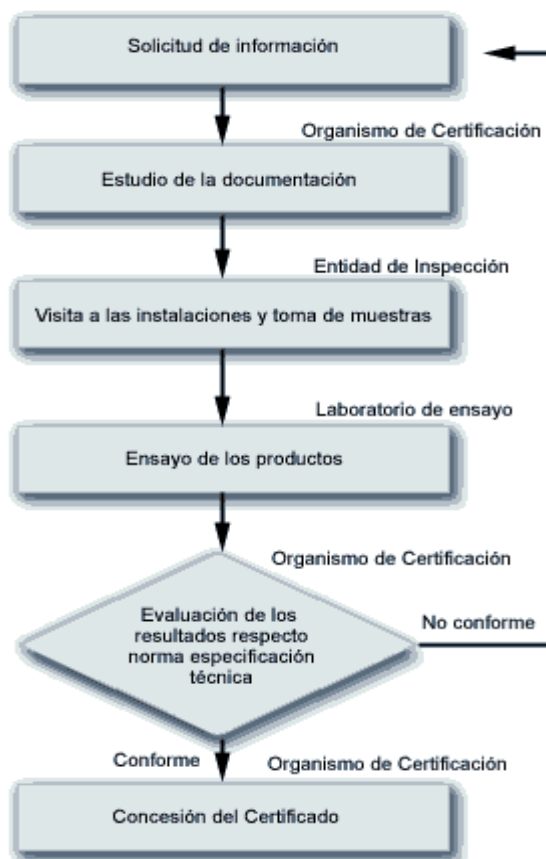 Solicitud de información
Organismo de Certificación
Estudio de la documentación
Entidad de Inspección
Visita a las instalaciones y toma de muestras
Laboratorio de ensayo
Ensayo de los productos
Organismo de Certificación
Evaluación de los
resultados respecto
norma especificación
técnica
No conforme
Conforme
Organismo de Certificación
Concesión del Certificado